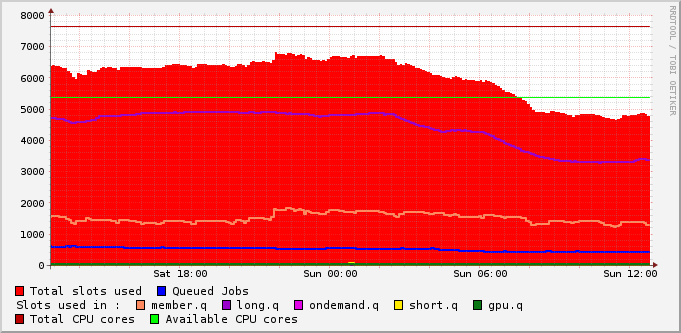 8000
7000
6000
5000
4000
3000
2000
1000
0
Sat 18:00 Sun 00:00 Sun 06:00 Sun 12:00
RRDTOOL / TOBI OETIKER
Total slots used Queued Jobs
Slots used in : member.q long.q ondemand.q short.q gpu.q
Total CPU cores Available CPU cores